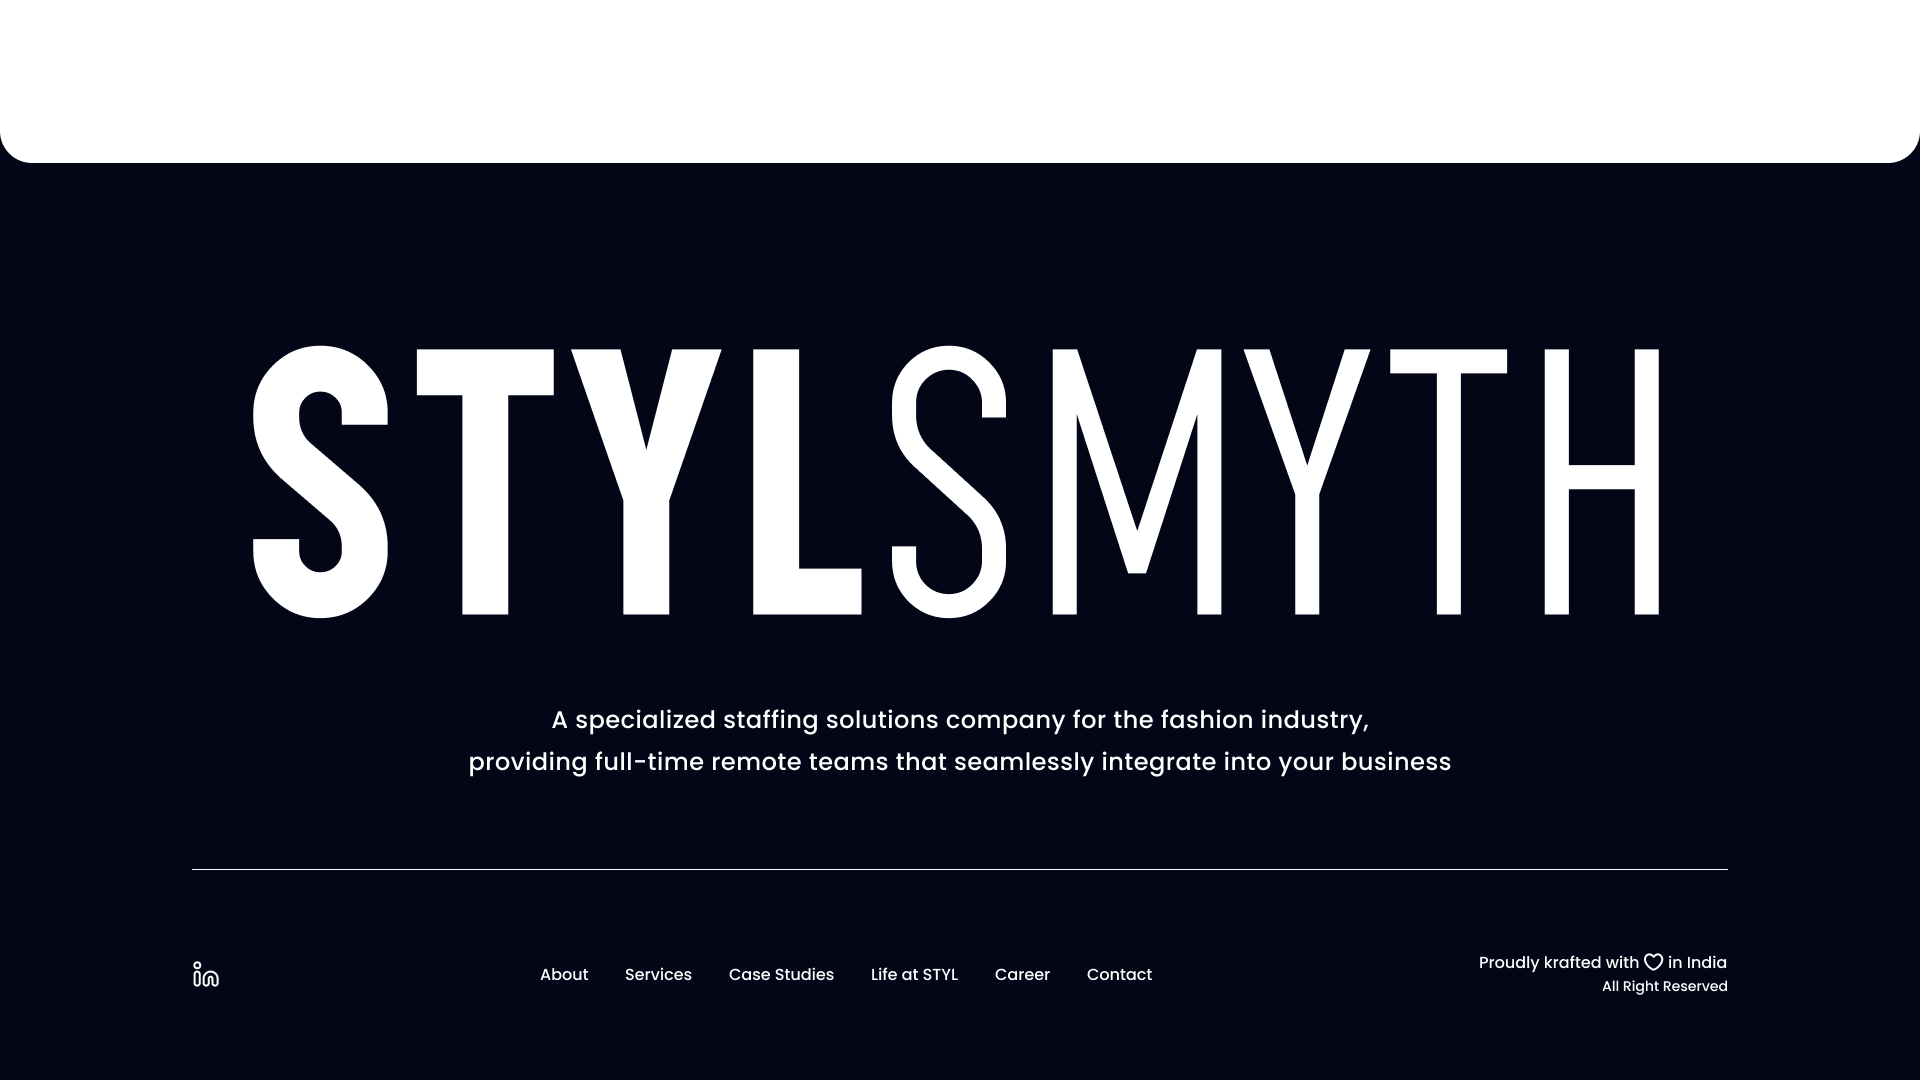 STYLSMYTH
A specialized staffing solutions company for the fashion industry,
providing full-time remote teams that seamlessly integrate into your business
in
About Services Case Studies Life at STYL Career Contact
Proudly krafted with in India
All Right Reserved